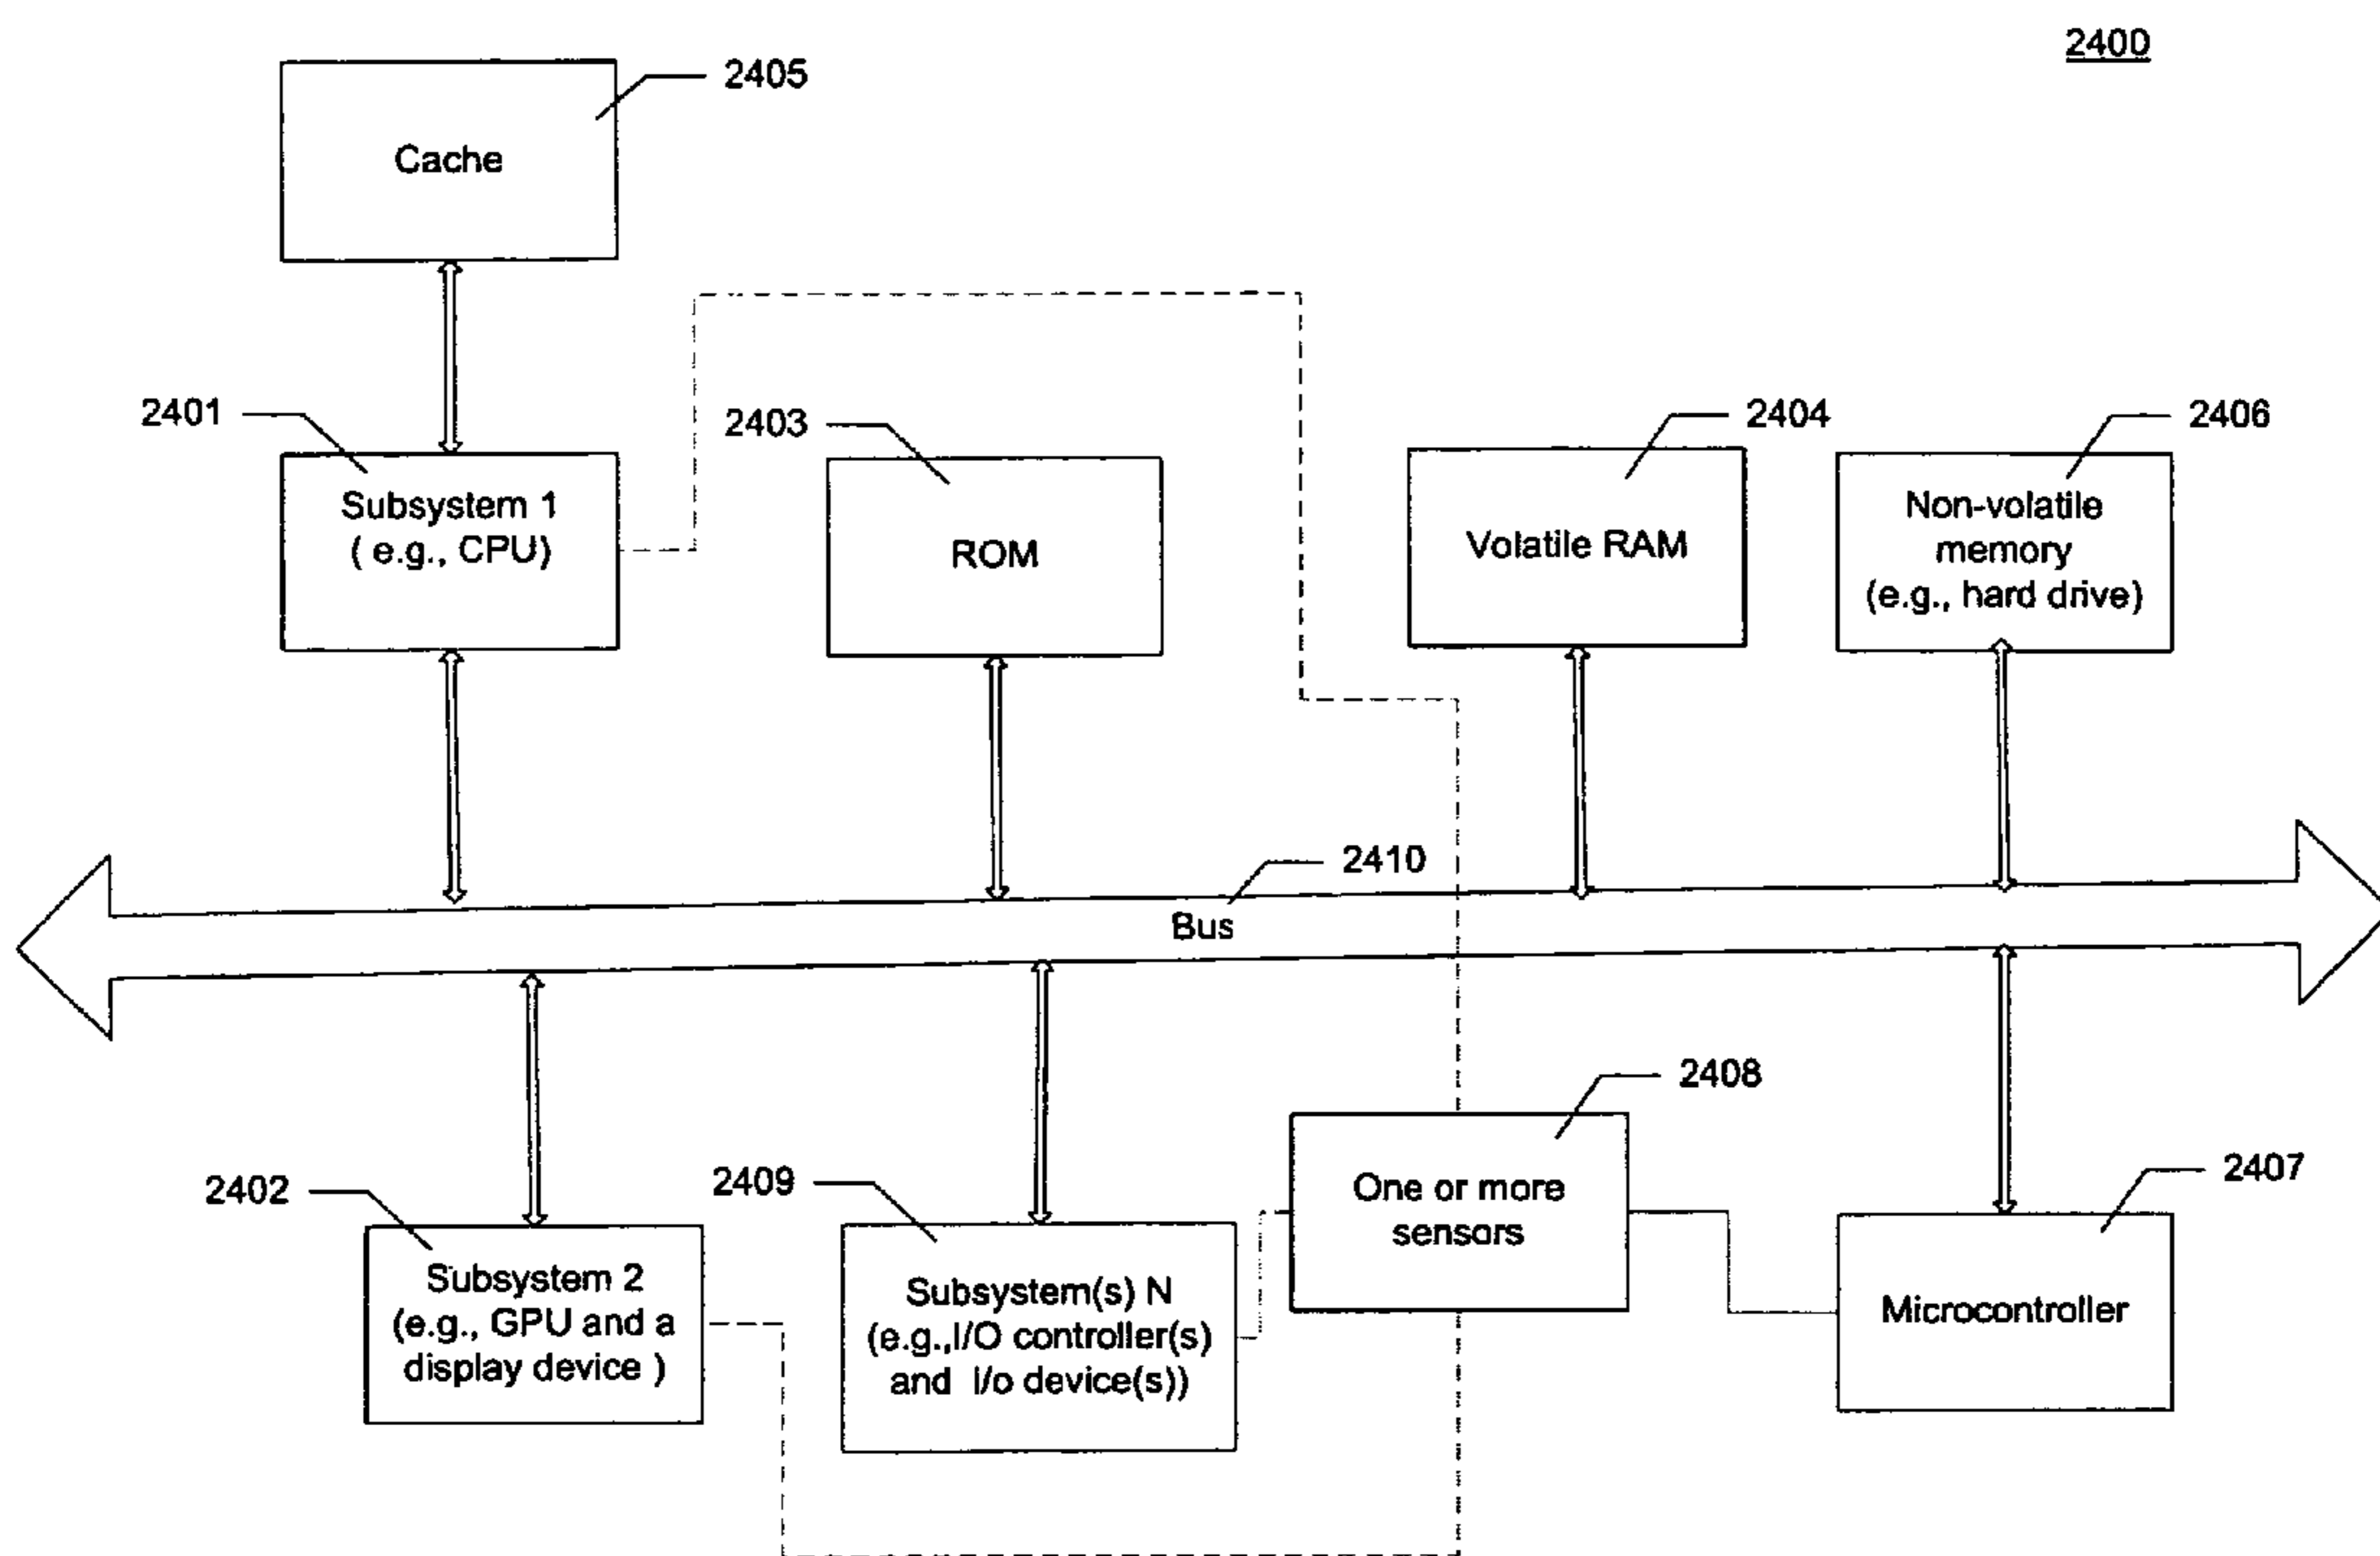 2400
2405
Cache
2401
Subsystem 1
( e.g., CPU)
2403
ROM
2404
Volatile RAM
2406
Non-volatile
memory
(e.g., hard drive)
2410
Bus
2402
Subsystem 2
(e.g., GPU and a
display device )
2409
Subsystem(s) N
(e.g.,I/O controller(s)
and I/o device(s))
2408
One or more
sensors
2407
Microcontroller